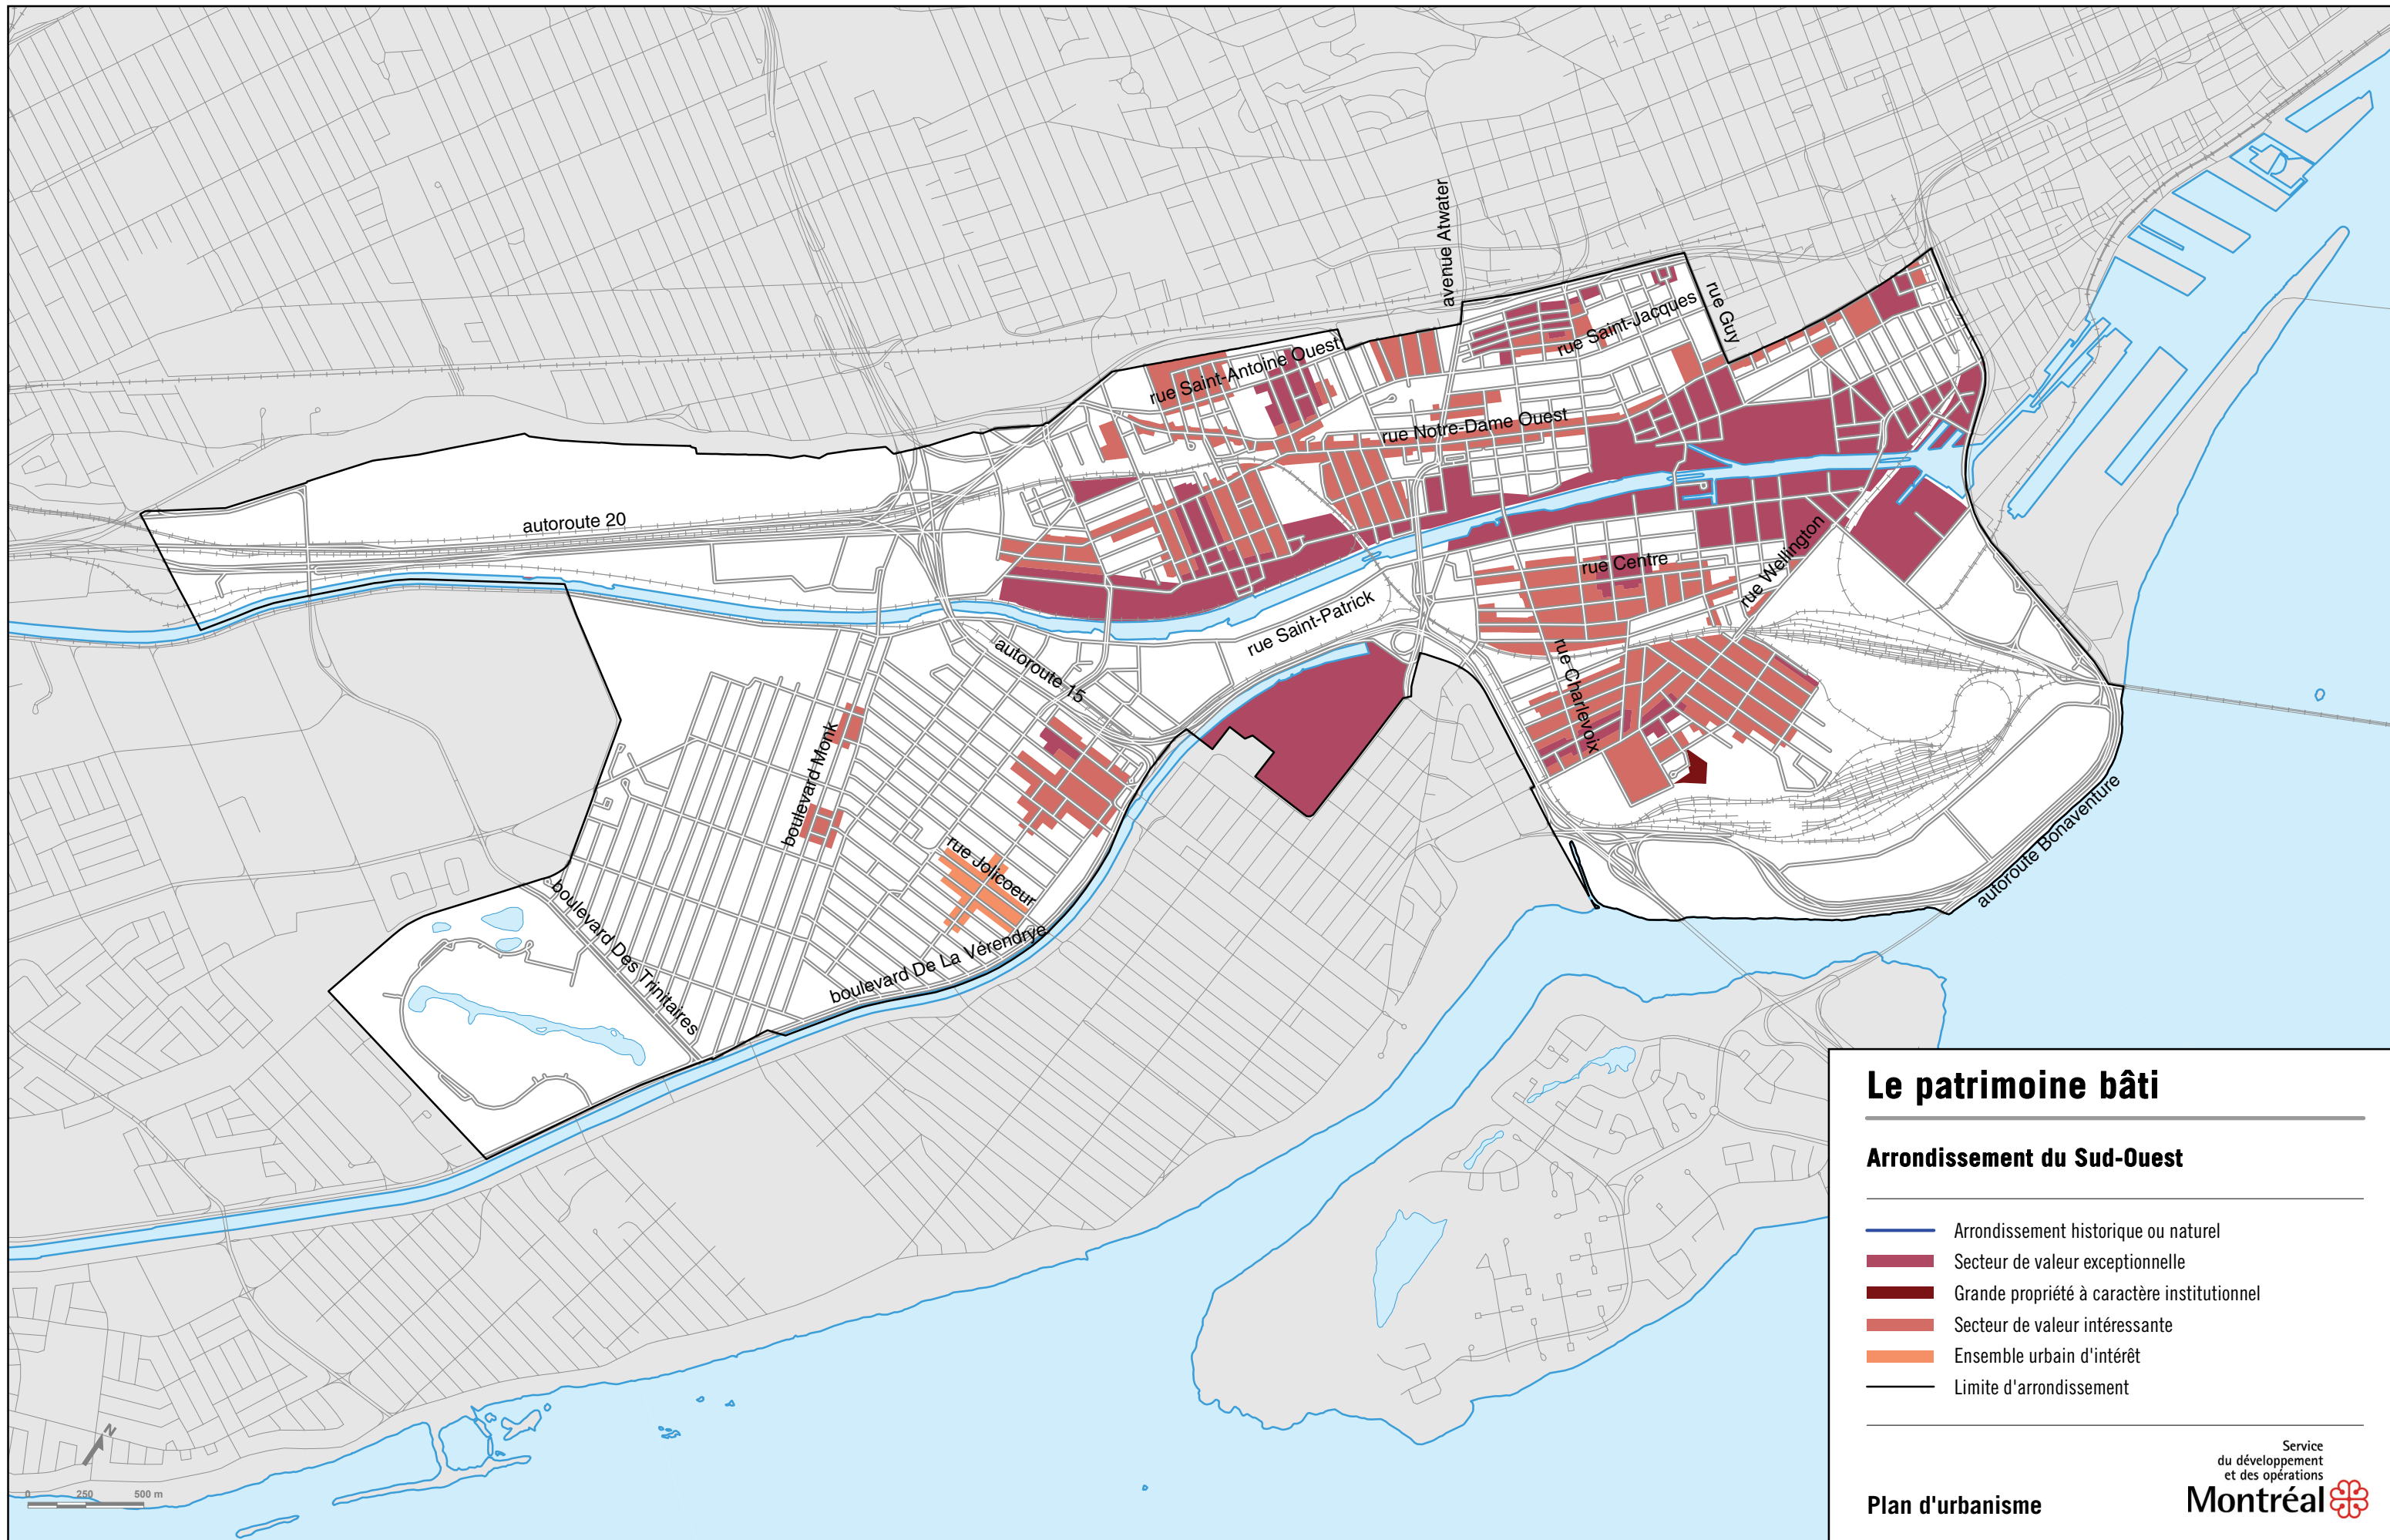 avenue Atwater
rue Guy
rue Saint-Jacques
rue Saint-Antoine Ouest
rue Notre-Dame Ouest
autoroute 20
rue Centre
rue Wellington
rue Saint-Patrick
autoroute 15
rue Charlevoix
boulevard Monk
rue Jolicoeur
autoroute Bonaventure
boulevard Des Trinitaires
boulevard De La Vérendrye
Le patrimoine bâti
Arrondissement du Sud-Ouest
Arrondissement historique ou naturel
Secteur de valeur exceptionnelle
Grande propriété à caractère institutionnel
Secteur de valeur intéressante
Ensemble urbain d'intérêt
Limite d'arrondissement
N
0 250 500 m
Service
du développement
et des opérations
Plan d'urbanisme
Montréal